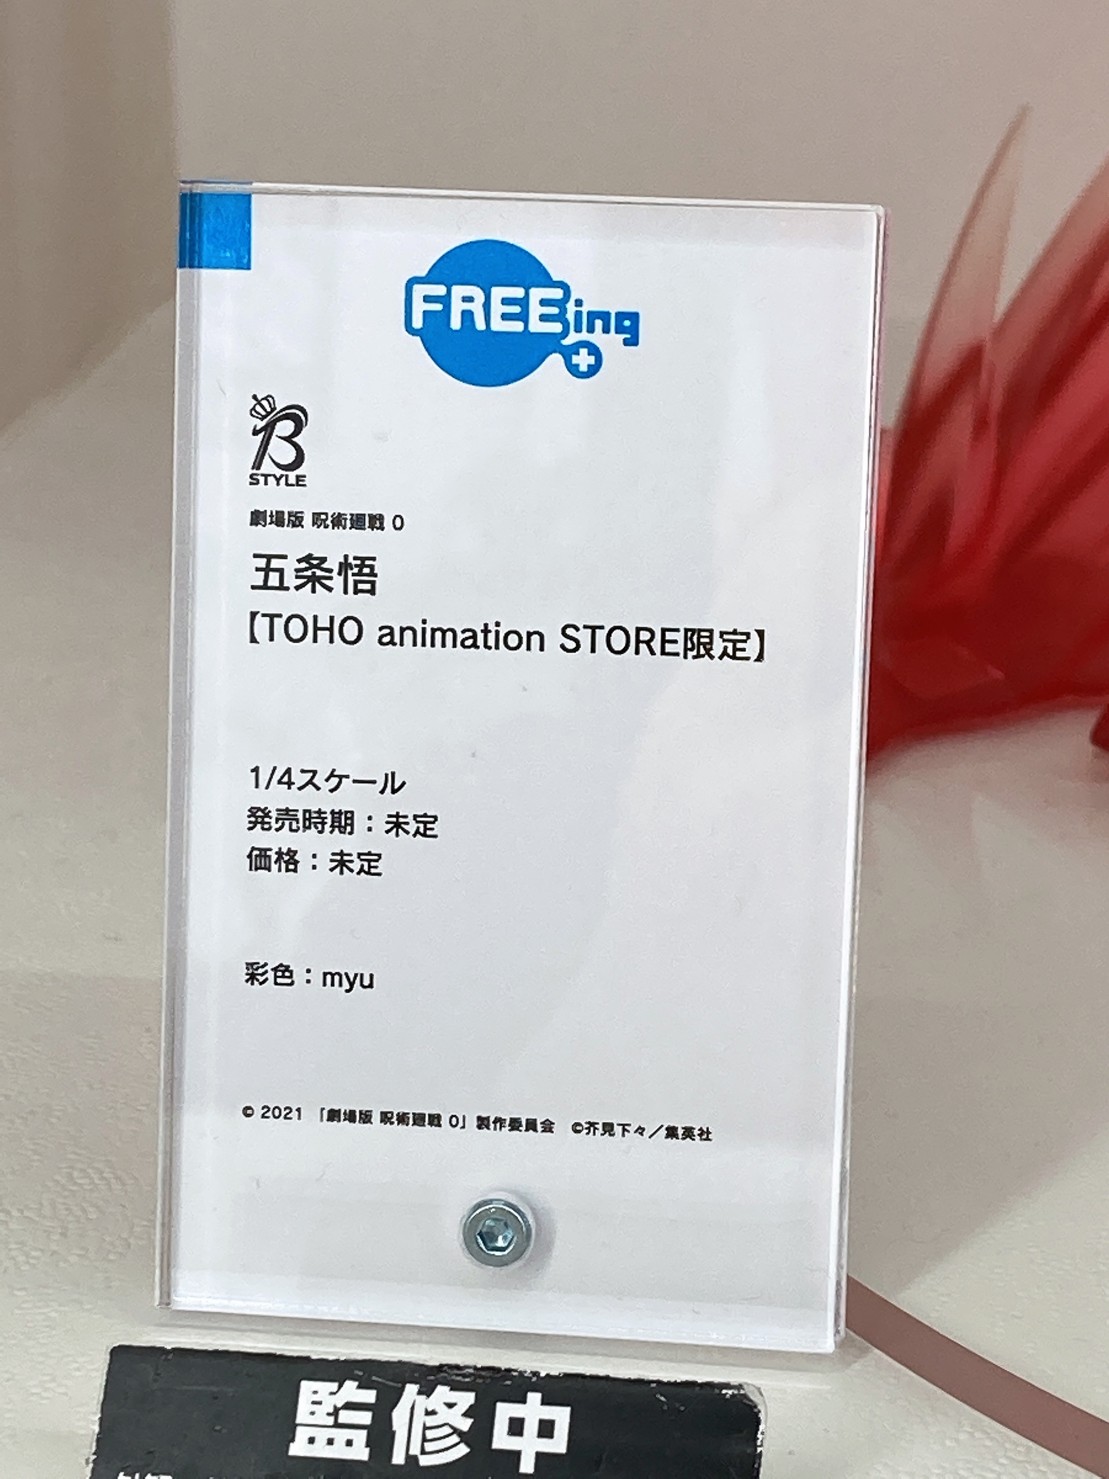 FREEing
B
STYLE
劇場版 呪術廻戦 0
五条悟
【TOHO animation STORE限定】
1/4スケール
発売時期：未定
価格：未定
彩色：myu
© 2021 「劇場版 呪術廻戦 0」製作委員会 ©芥見下々／集英社
監修中